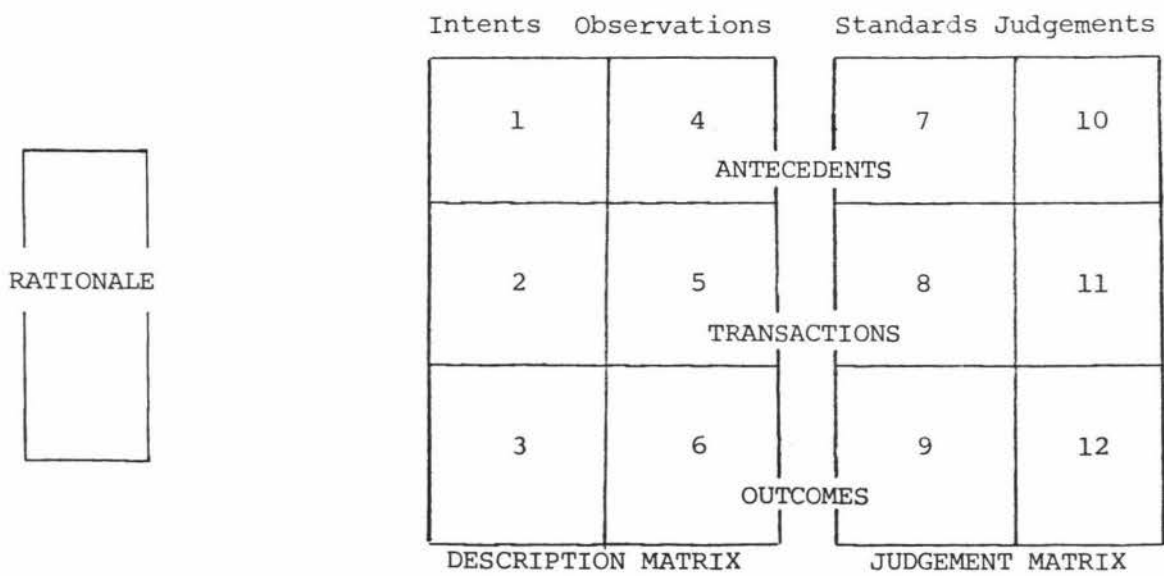 Intents Observations Standards Judgements
1 4 7 10
ANTECEDENTS
RATIONALE 2 5 8 11
TRANSACTIONS
3 6 9 12
OUTCOMES
DESCRIPTION MATRIX JUDGEMENT MATRIX